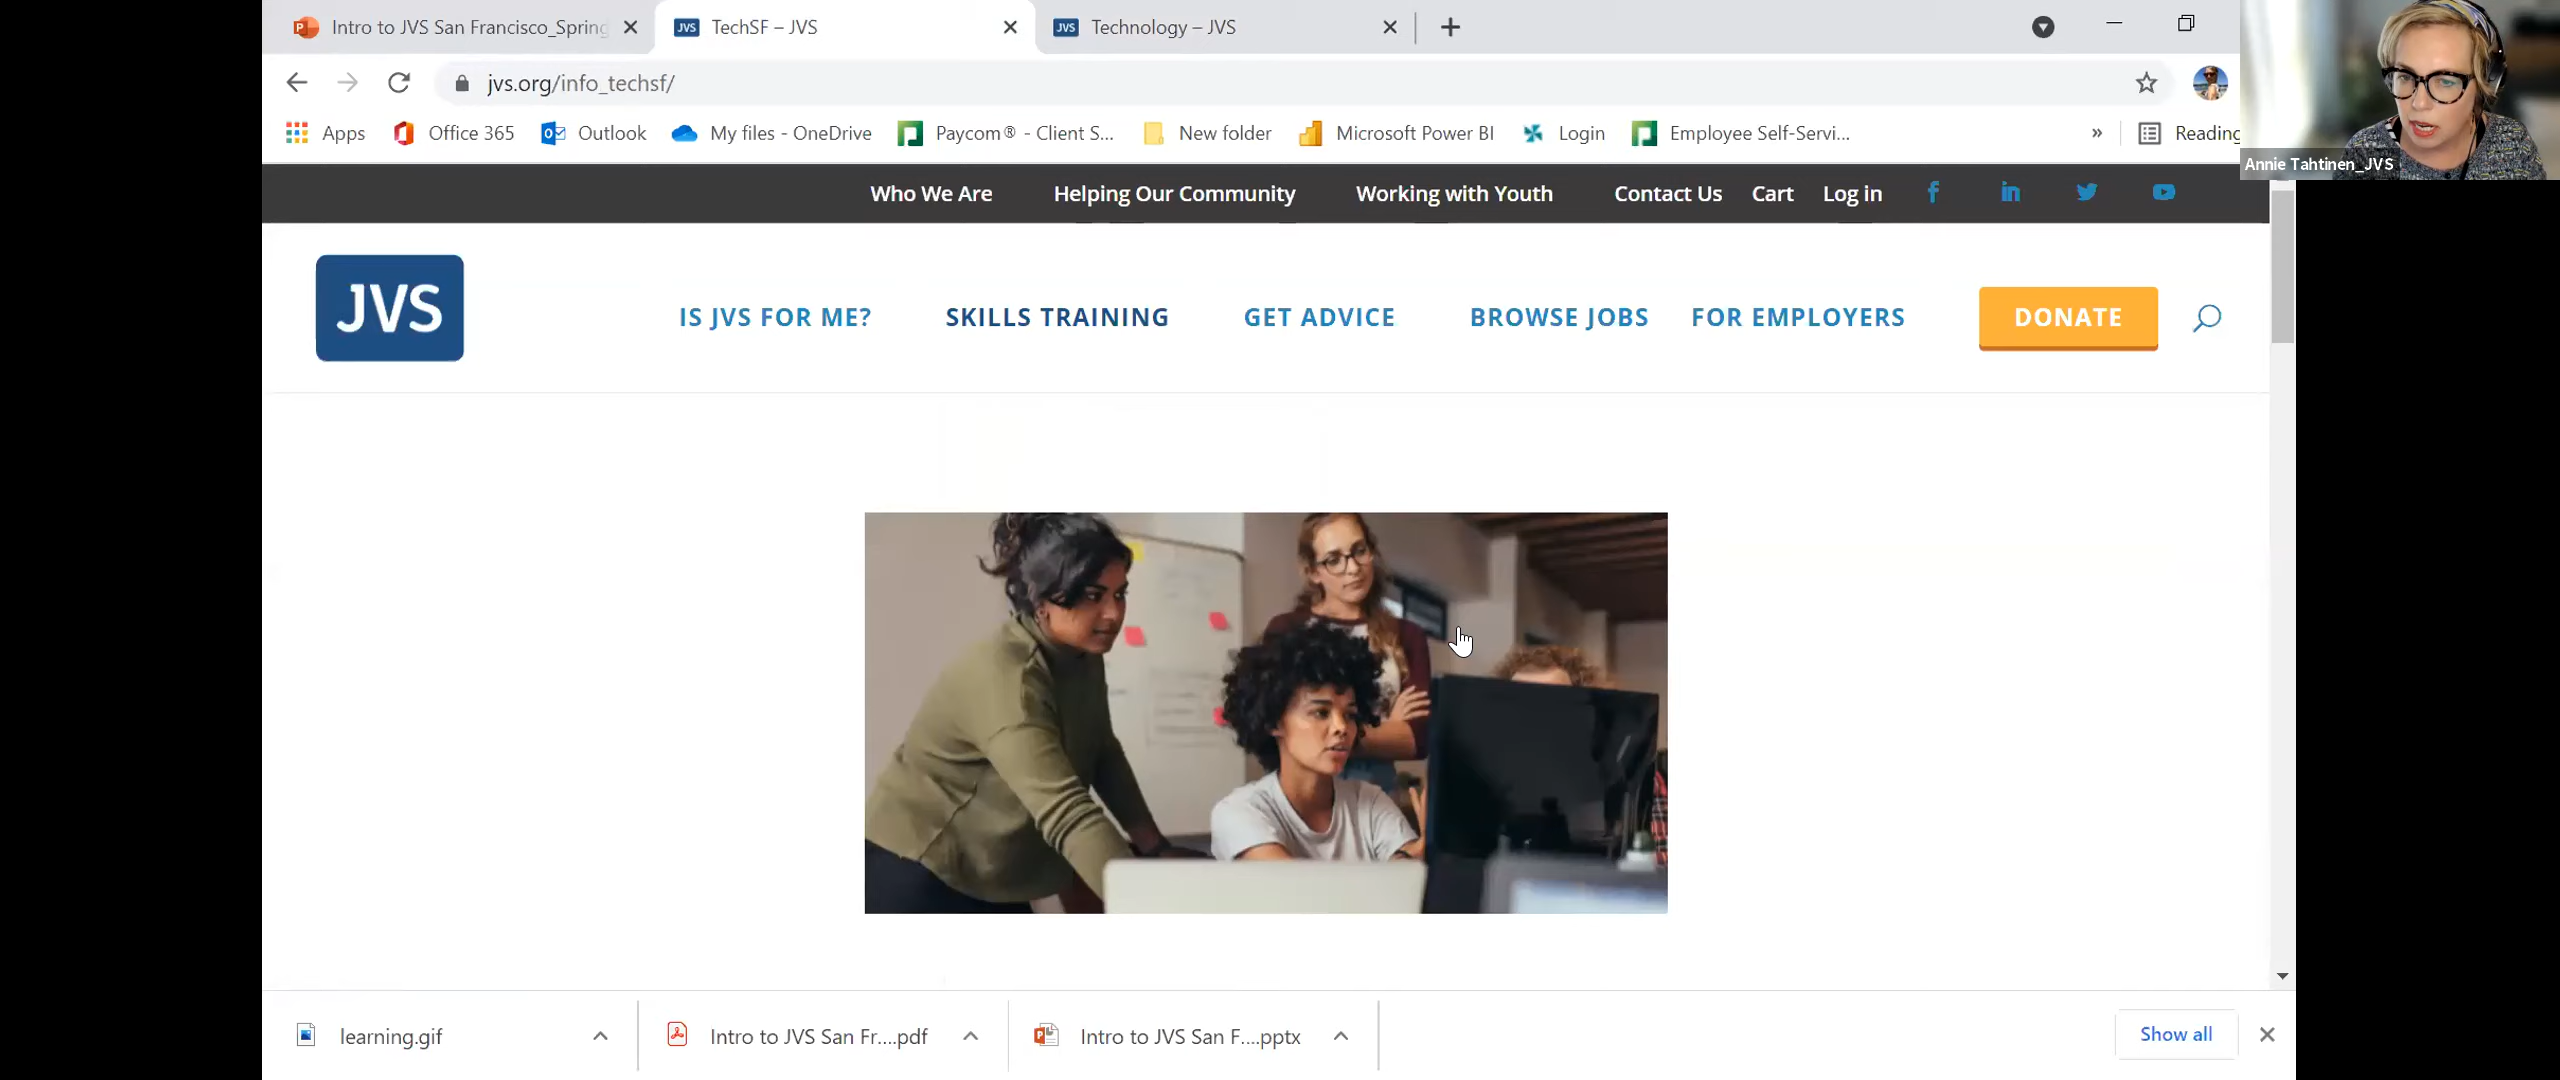 Intro to JVS San Francisco_Spring
JVS TechSF – JVS
JVS Technology – JVS
jvs.org/info_techsf/
Apps Office 365 Outlook My files - OneDrive Paycom® - Client S... New folder Microsoft Power BI Login Employee Self-Servi... » Reading
Annie Tahtinen_JVS
Who We Are Helping Our Community Working with Youth Contact Us Cart Log in
JVS
IS JVS FOR ME? SKILLS TRAINING GET ADVICE BROWSE JOBS FOR EMPLOYERS DONATE
learning.gif Intro to JVS San Fr....pdf Intro to JVS San F....pptx Show all